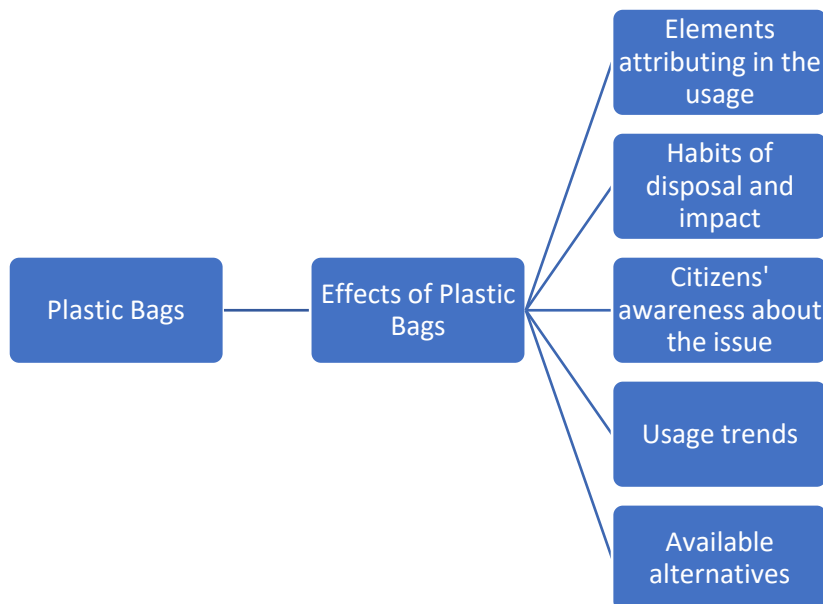 Plastic Bags
Effects of Plastic
Bags
Elements
attributing in the
usage
Habits of
disposal and
impact
Citizens'
awareness about
the issue
Usage trends
Available
alternatives